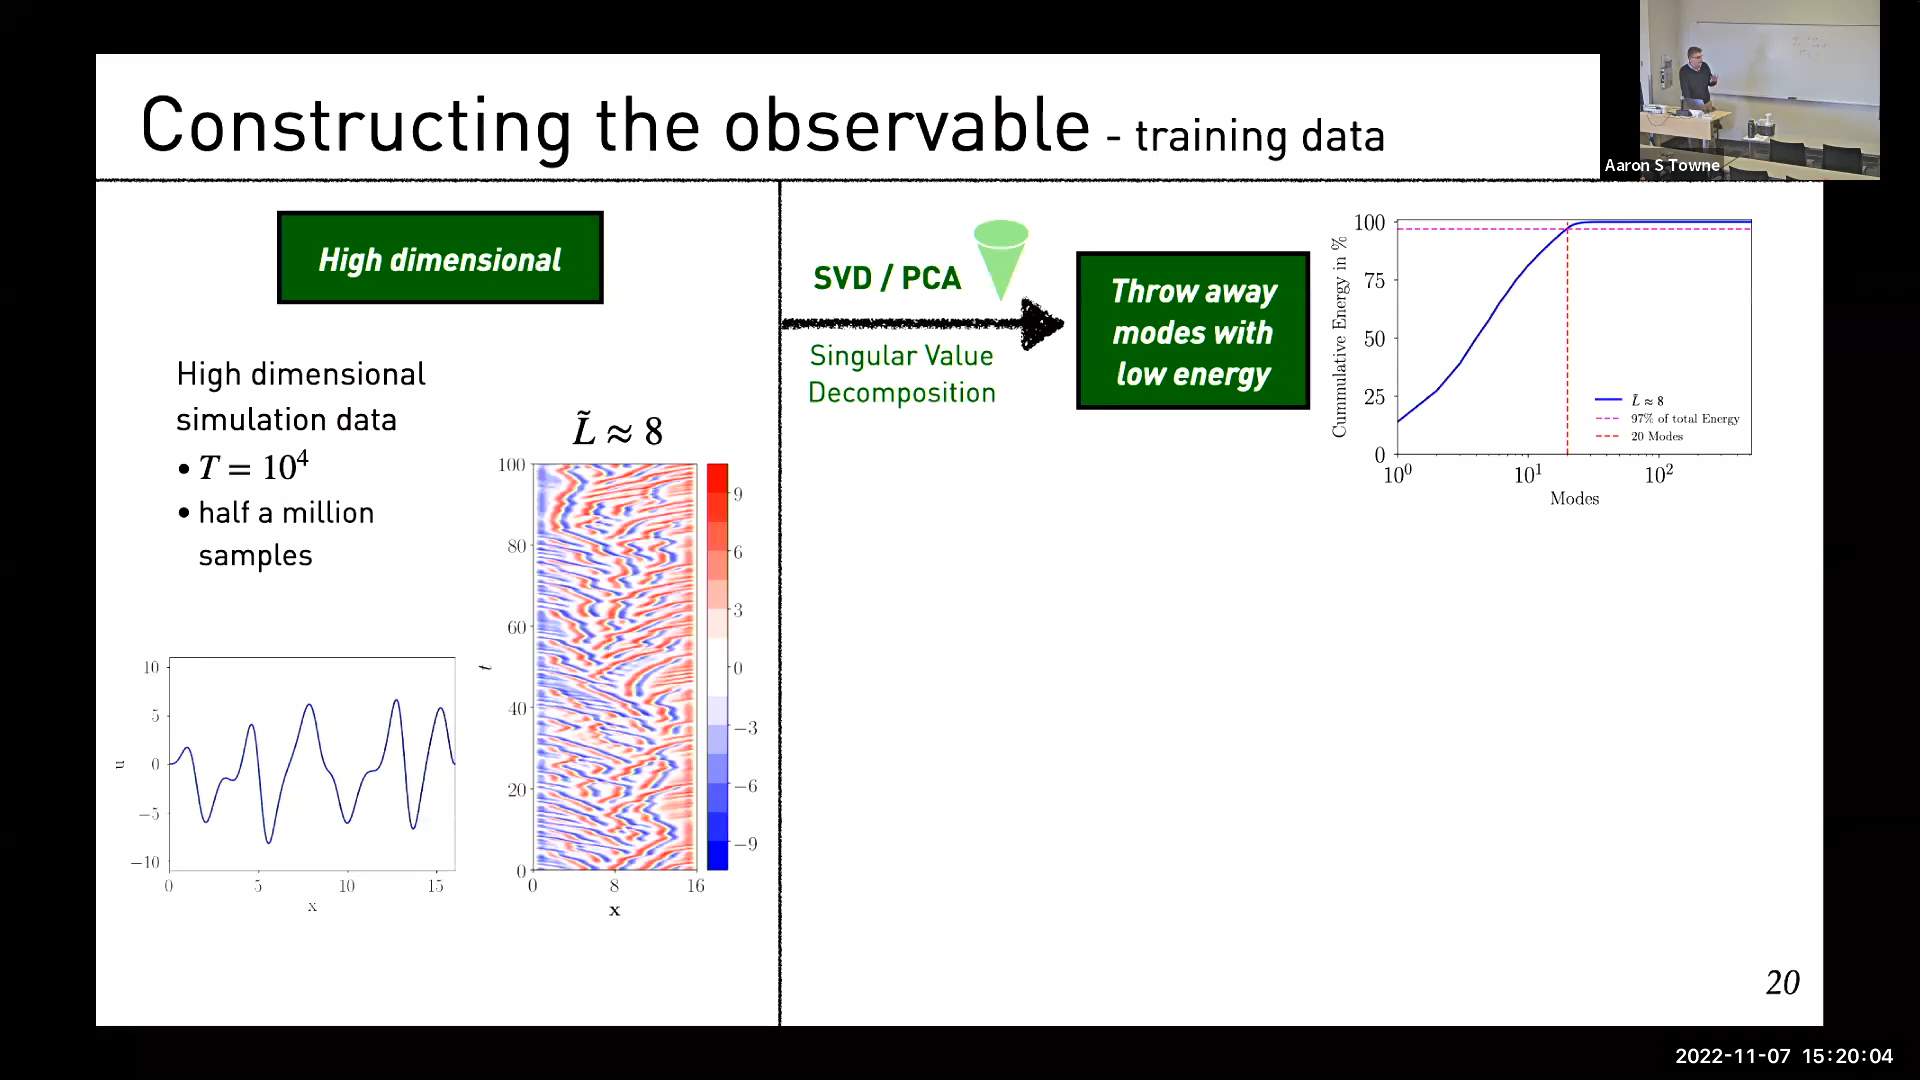 Constructing the observable - training data
Aaron S Towne
High dimensional
High dimensional
simulation data
• T = 10⁴
• half a million
samples
L̃ ≈ 8
10
5
0
−5
−10
u
0
5
10
15
x
100
80
60
40
20
0
t
0
8
16
x
9
6
3
0
−3
−6
−9
SVD / PCA
Singular Value
Decomposition
Throw away
modes with
low energy
100
75
50
25
0
Cummulative Energy in %
L̃ ≈ 8
97% of total Energy
20 Modes
10⁰
10¹
10²
Modes
20
2022-11-07 15:20:04